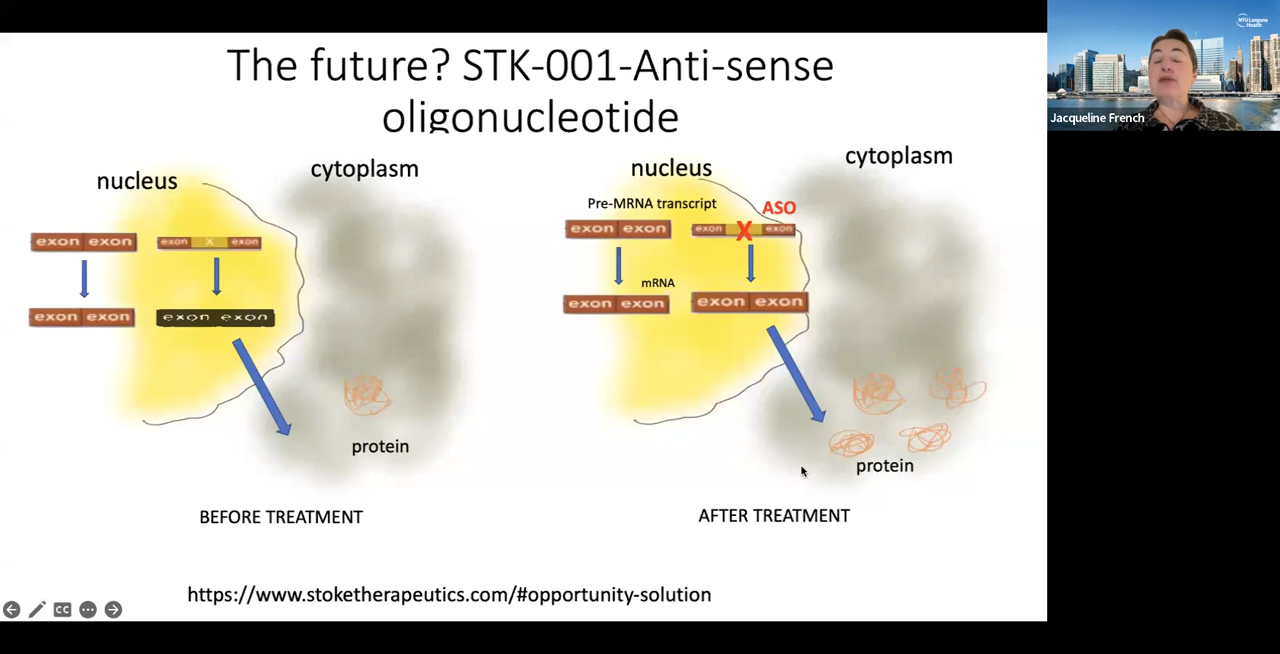 The future? STK-001-Anti-sense
oligonucleotide
nucleus
cytoplasm
exon exon
exon X exon
exon exon
exon exon
protein
BEFORE TREATMENT
nucleus
cytoplasm
Pre-MRNA transcript
ASO
exon exon
exon X exon
mRNA
exon exon
exon exon
protein
AFTER TREATMENT
https://www.stoketherapeutics.com/#opportunity-solution
CC
NYU Langone
Health
Jacqueline French